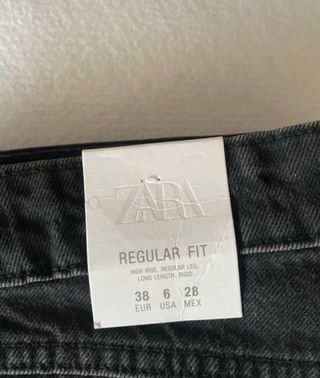 ZARA
REGULAR FIT
HIGH RISE, REGULAR LEG,
LONG LENGTH, RIGID
38 6 28
EUR USA MEX